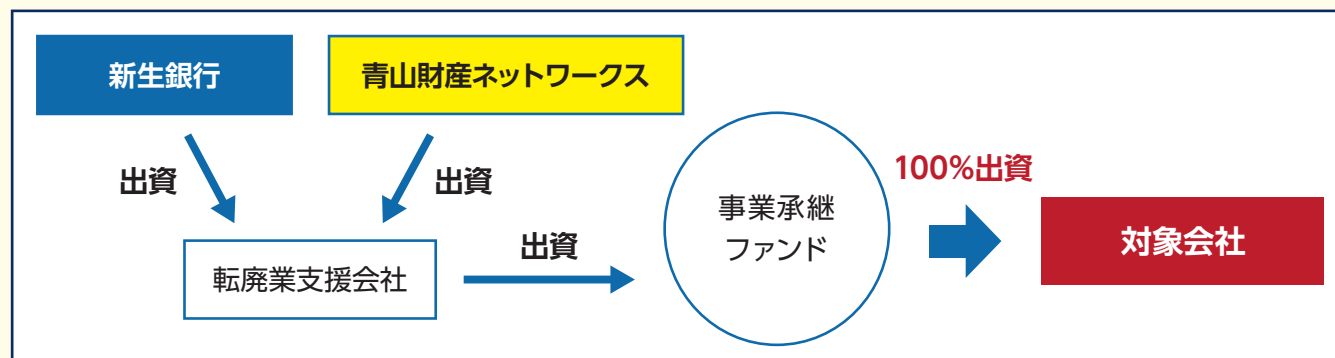 新生銀行
青山財産ネットワークス
出資
出資
転廃業支援会社
出資
事業承継
ファンド
100%出資
対象会社